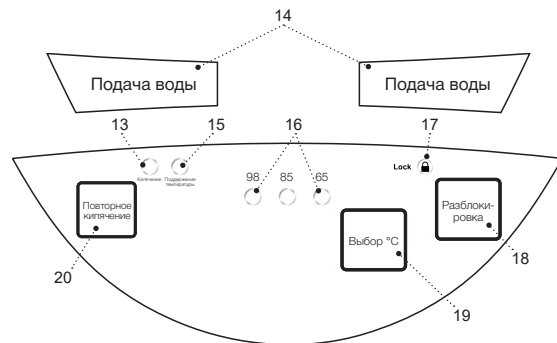 14
Подача воды
Подача воды
13
15
16
17
Кипячение
Поддержание
температуры
98
85
65
Lock
Повторное
кипячение
Разблоки-
ровка
Выбор °C
20
18
19